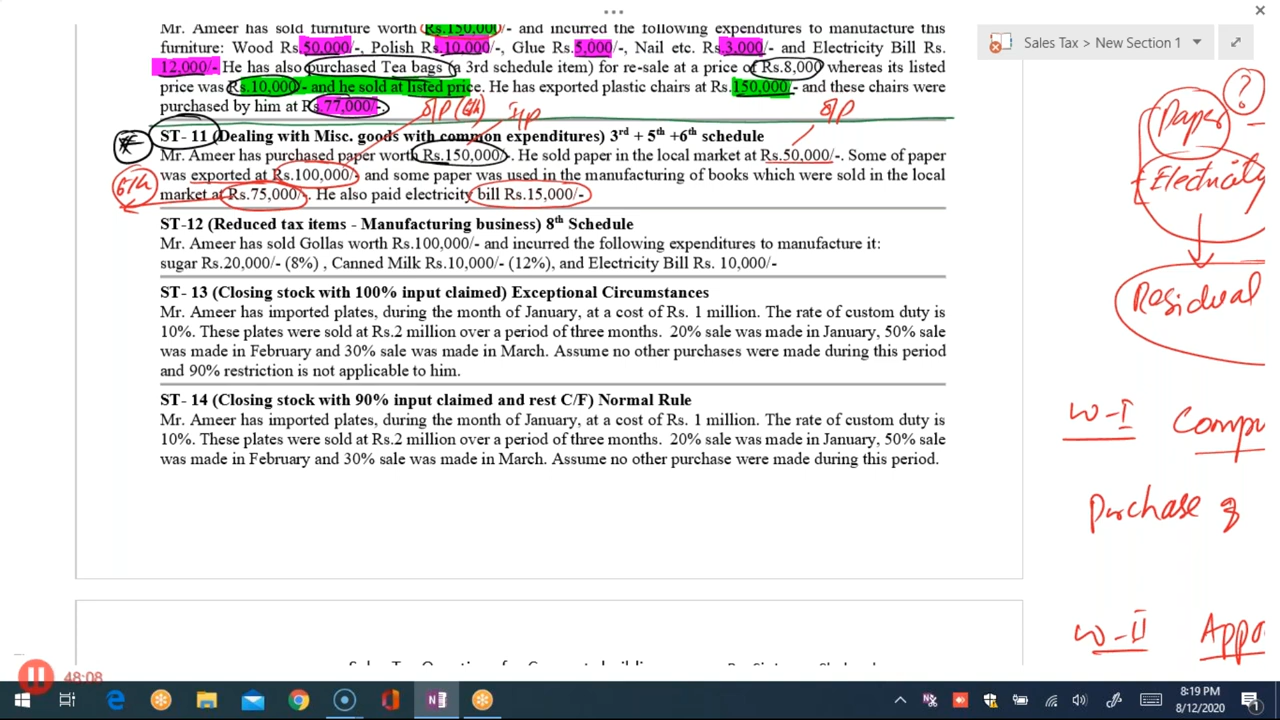 Mr. Ameer has sold furniture worth Rs.150,000/- and incurred the following expenditures to manufacture this
furniture: Wood Rs.50,000/-, Polish Rs.10,000/-, Glue Rs.5,000/-, Nail etc. Rs.3,000/- and Electricity Bill Rs.
12,000/- He has also purchased Tea bags (a 3rd schedule item) for re-sale at a price of Rs.8,000 whereas its listed
price was Rs.10,000/- and he sold at listed price. He has exported plastic chairs at Rs.150,000/- and these chairs were
purchased by him at Rs.77,000/-.
O/P (6th) I/P O/P
ST- 11 (Dealing with Misc. goods with common expenditures) 3rd + 5th +6th schedule
Mr. Ameer has purchased paper worth Rs.150,000/-. He sold paper in the local market at Rs.50,000/-. Some of paper
was exported at Rs.100,000/- and some paper was used in the manufacturing of books which were sold in the local
6th
market at Rs.75,000/-. He also paid electricity bill Rs.15,000/-
ST-12 (Reduced tax items - Manufacturing business) 8th Schedule
Mr. Ameer has sold Gollas worth Rs.100,000/- and incurred the following expenditures to manufacture it:
sugar Rs.20,000/- (8%) , Canned Milk Rs.10,000/- (12%), and Electricity Bill Rs. 10,000/-
ST- 13 (Closing stock with 100% input claimed) Exceptional Circumstances
Mr. Ameer has imported plates, during the month of January, at a cost of Rs. 1 million. The rate of custom duty is
10%. These plates were sold at Rs.2 million over a period of three months. 20% sale was made in January, 50% sale
was made in February and 30% sale was made in March. Assume no other purchases were made during this period
and 90% restriction is not applicable to him.
ST- 14 (Closing stock with 90% input claimed and rest C/F) Normal Rule
Mr. Ameer has imported plates, during the month of January, at a cost of Rs. 1 million. The rate of custom duty is
10%. These plates were sold at Rs.2 million over a period of three months. 20% sale was made in January, 50% sale
was made in February and 30% sale was made in March. Assume no other purchase were made during this period.
Sales Tax > New Section 1
?
Paper
Electricity
Residual
W-I Compu
Purchase of
W-II Appo
48:08
8:19 PM
8/12/2020